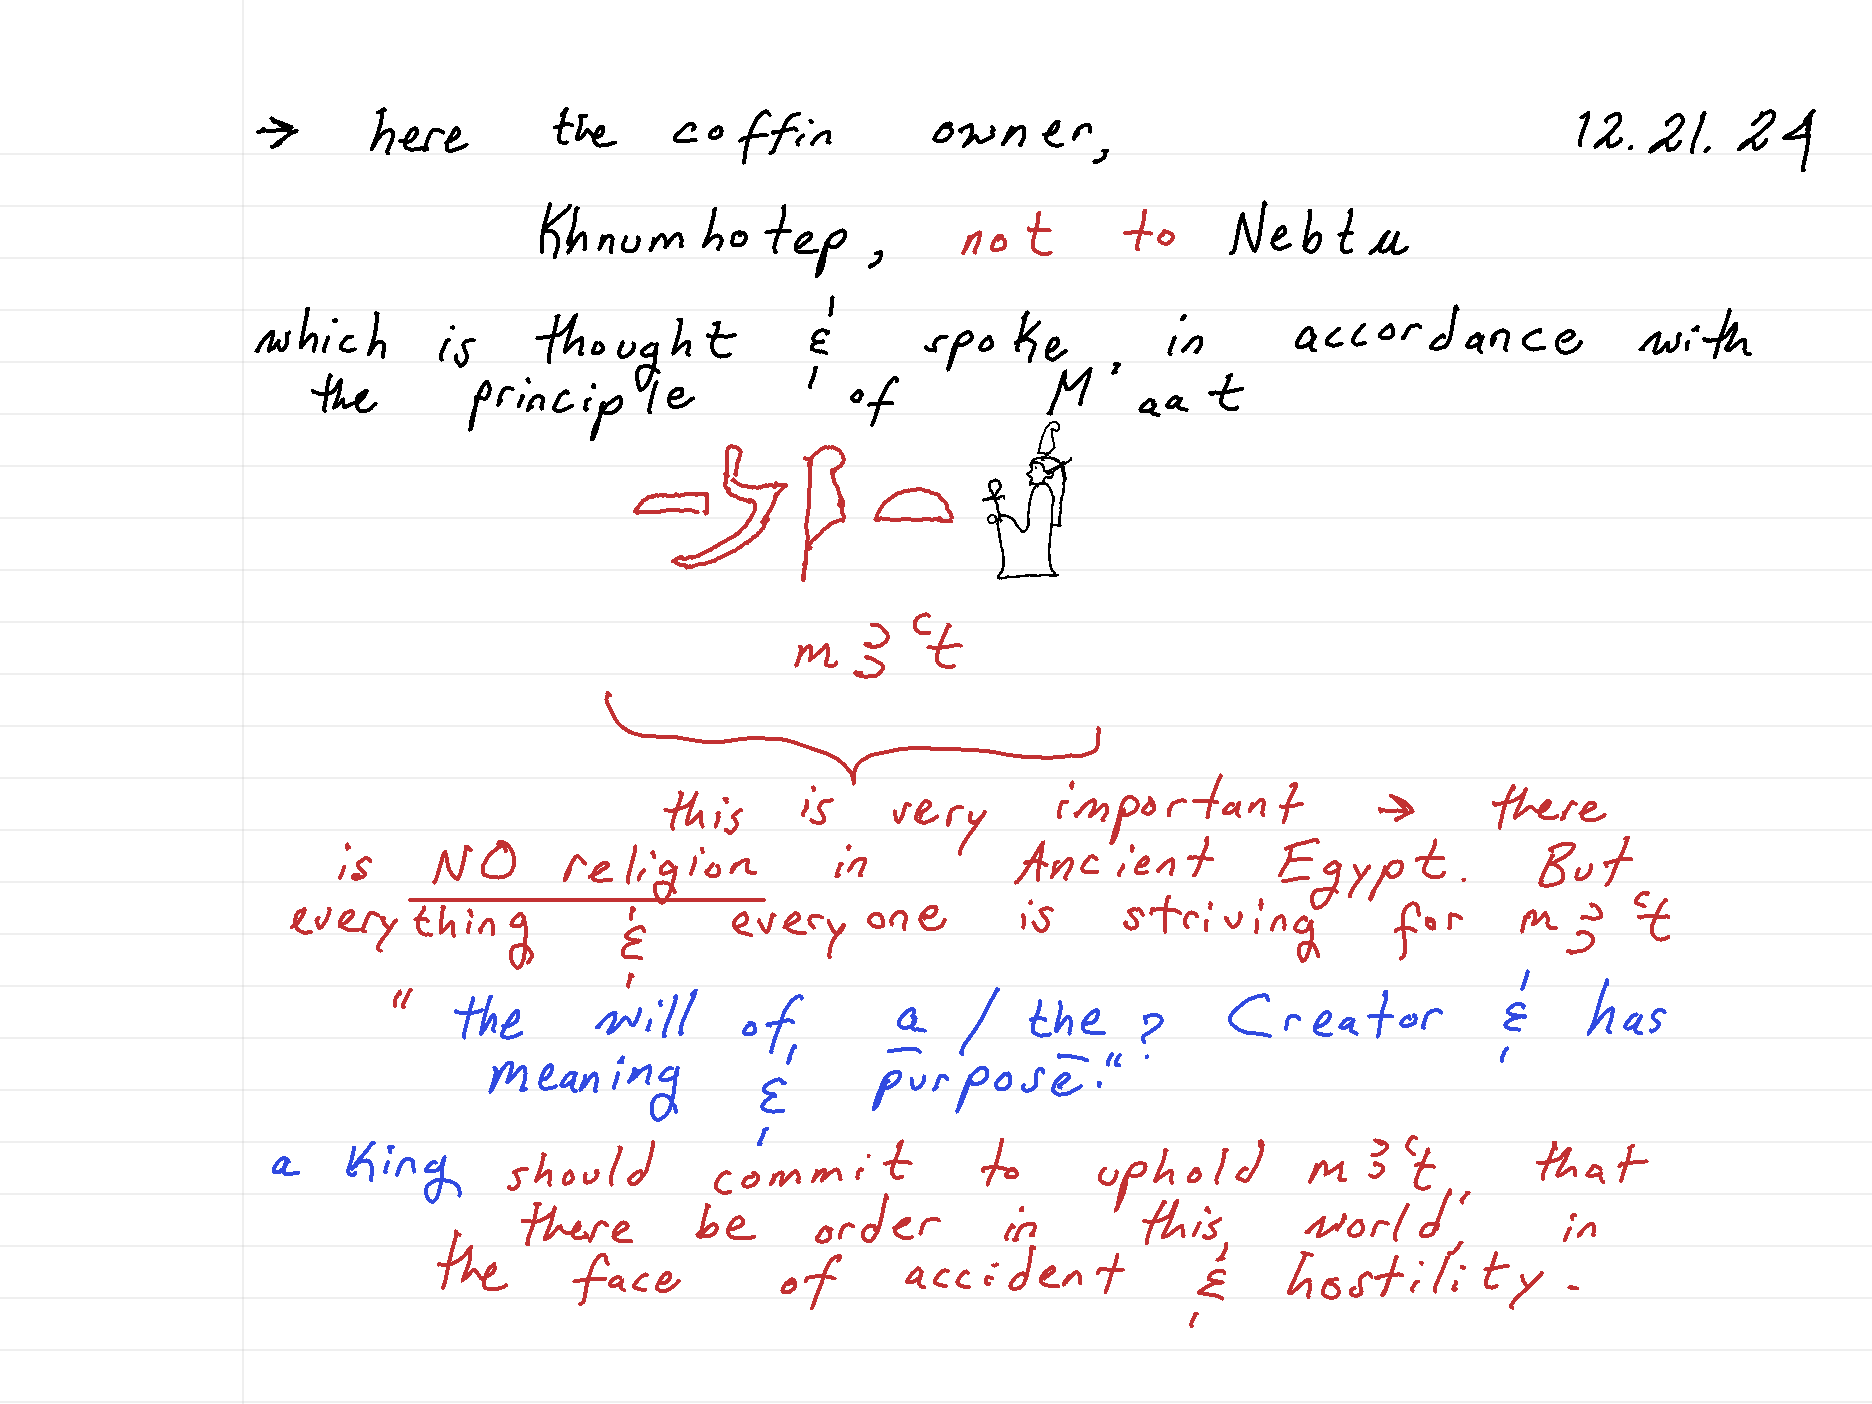 → here the coffin owner, 12.21.24
Khnumhotep, not to Nebtu
which is thought & spoke, in accordance with
the principle of M'aat
m3ꜥt
this is very important → there
is NO religion in Ancient Egypt. But
everything & everyone is striving for m3ꜥt
"the will of a / the? Creator & has
meaning & purpose."
a King should commit to uphold m3ꜥt, that
there be order in this world, in
the face of accident & hostility.